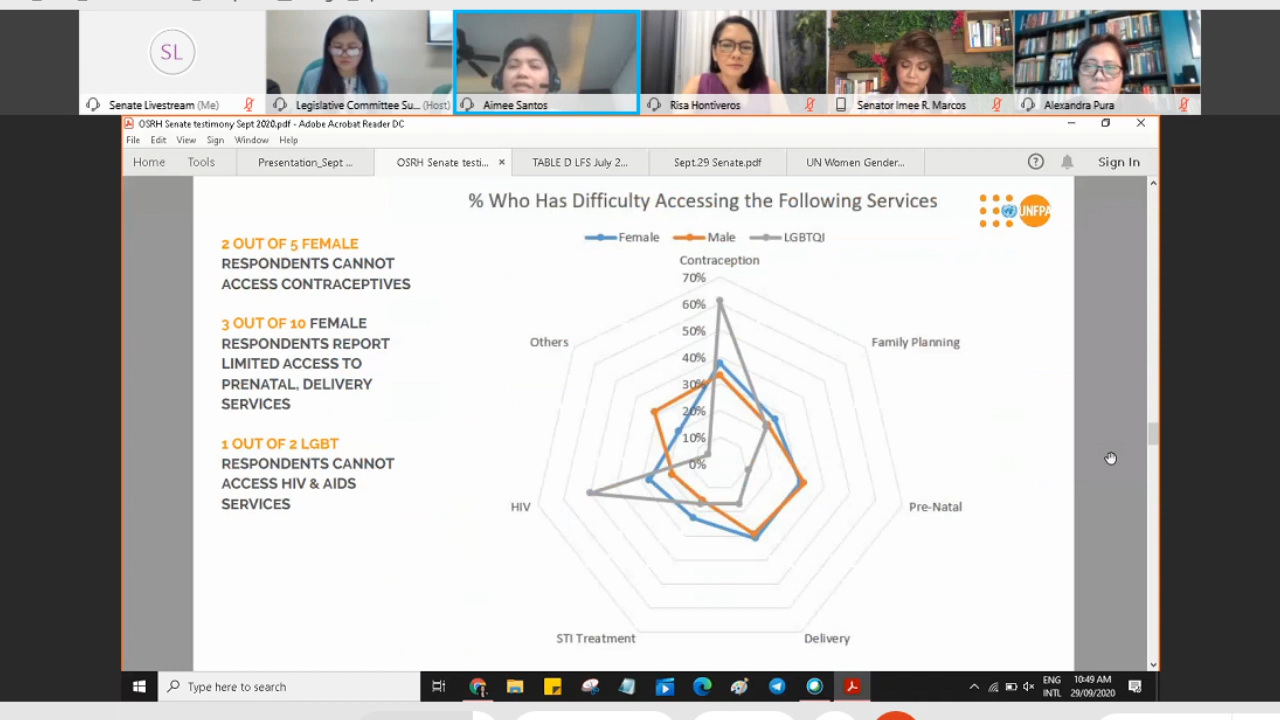 SL
Senate Livestream (Me)
Legislative Committee Su... (Host)
Aimee Santos
Risa Hontiveros
Senator Imee R. Marcos
Alexandra Pura
OSRH Senate testimony Sept 2020.pdf - Adobe Acrobat Reader DC
File Edit View Sign Window Help
Home Tools Presentation_Sept ... OSRH Senate testi... × TABLE D LFS July 2... Sept.29 Senate.pdf UN Women Gender... Sign In
% Who Has Difficulty Accessing the Following Services
UNFPA
Female Male LGBTQI
2 OUT OF 5 FEMALE
RESPONDENTS CANNOT
ACCESS CONTRACEPTIVES
3 OUT OF 10 FEMALE
RESPONDENTS REPORT
LIMITED ACCESS TO
PRENATAL, DELIVERY
SERVICES
1 OUT OF 2 LGBT
RESPONDENTS CANNOT
ACCESS HIV & AIDS
SERVICES
Contraception
70%
60%
50%
40%
30%
20%
10%
0%
Others
Family Planning
HIV
Pre-Natal
STI Treatment
Delivery
Type here to search
ENG
INTL
10:49 AM
29/09/2020